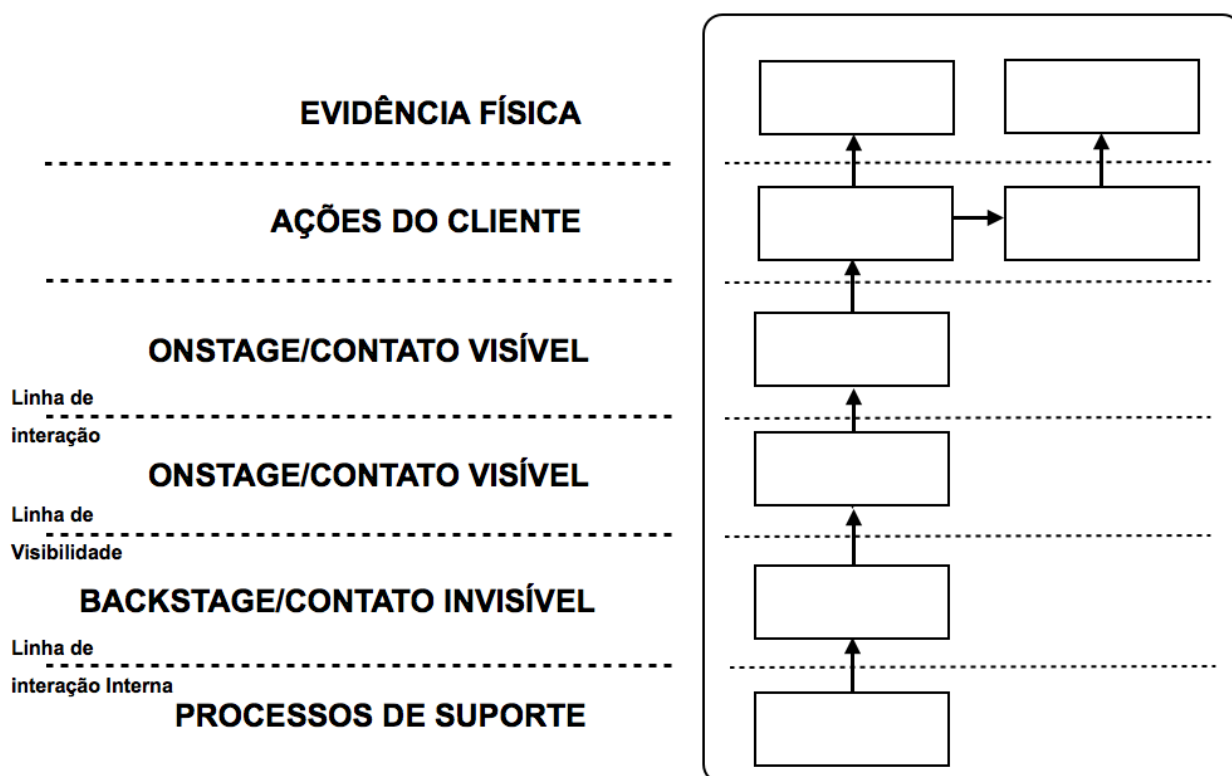 EVIDÊNCIA FÍSICA
AÇÕES DO CLIENTE
ONSTAGE/CONTATO VISÍVEL
Linha de
interação
ONSTAGE/CONTATO VISÍVEL
Linha de
Visibilidade
BACKSTAGE/CONTATO INVISÍVEL
Linha de
interação Interna
PROCESSOS DE SUPORTE